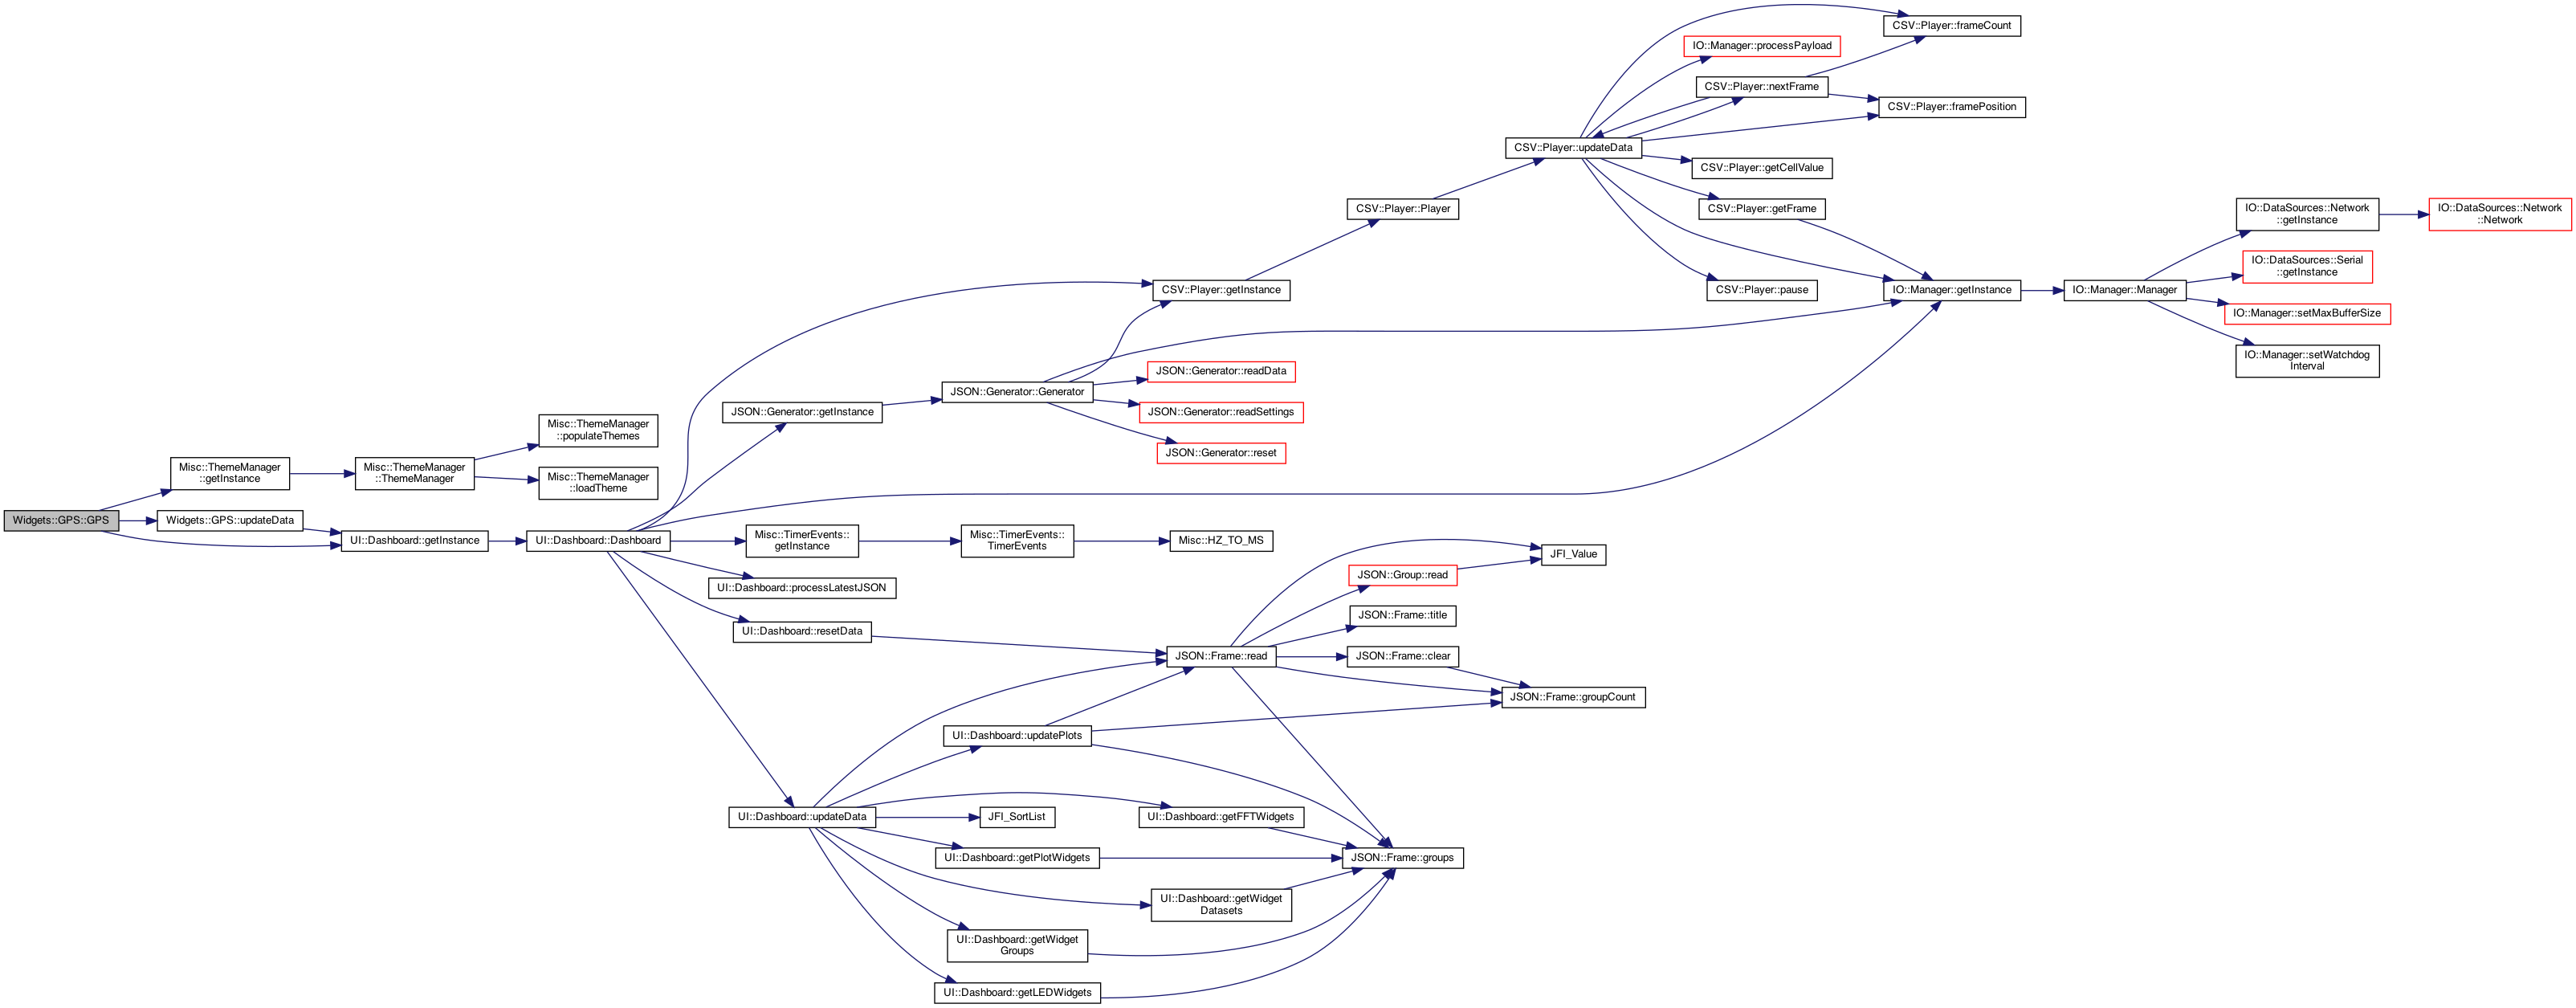 Widgets::GPS::GPS
Misc::ThemeManager
::getInstance
Widgets::GPS::updateData
UI::Dashboard::getInstance
Misc::ThemeManager
::ThemeManager
Misc::ThemeManager
::populateThemes
Misc::ThemeManager
::loadTheme
UI::Dashboard::Dashboard
JSON::Generator::getInstance
Misc::TimerEvents::
getInstance
UI::Dashboard::processLatestJSON
UI::Dashboard::resetData
UI::Dashboard::updateData
JSON::Generator::Generator
Misc::TimerEvents::
TimerEvents
UI::Dashboard::updatePlots
JFI_SortList
UI::Dashboard::getPlotWidgets
UI::Dashboard::getWidget
Groups
UI::Dashboard::getLEDWidgets
CSV::Player::getInstance
JSON::Generator::readData
JSON::Generator::readSettings
JSON::Generator::reset
Misc::HZ_TO_MS
JSON::Frame::read
UI::Dashboard::getFFTWidgets
UI::Dashboard::getWidget
Datasets
CSV::Player::Player
JSON::Group::read
JSON::Frame::title
JSON::Frame::clear
JSON::Frame::groups
CSV::Player::updateData
JFI_Value
JSON::Frame::groupCount
IO::Manager::processPayload
CSV::Player::nextFrame
CSV::Player::getCellValue
CSV::Player::getFrame
CSV::Player::pause
CSV::Player::frameCount
CSV::Player::framePosition
IO::Manager::getInstance
IO::Manager::Manager
IO::DataSources::Network
::getInstance
IO::DataSources::Serial
::getInstance
IO::Manager::setMaxBufferSize
IO::Manager::setWatchdog
Interval
IO::DataSources::Network
::Network